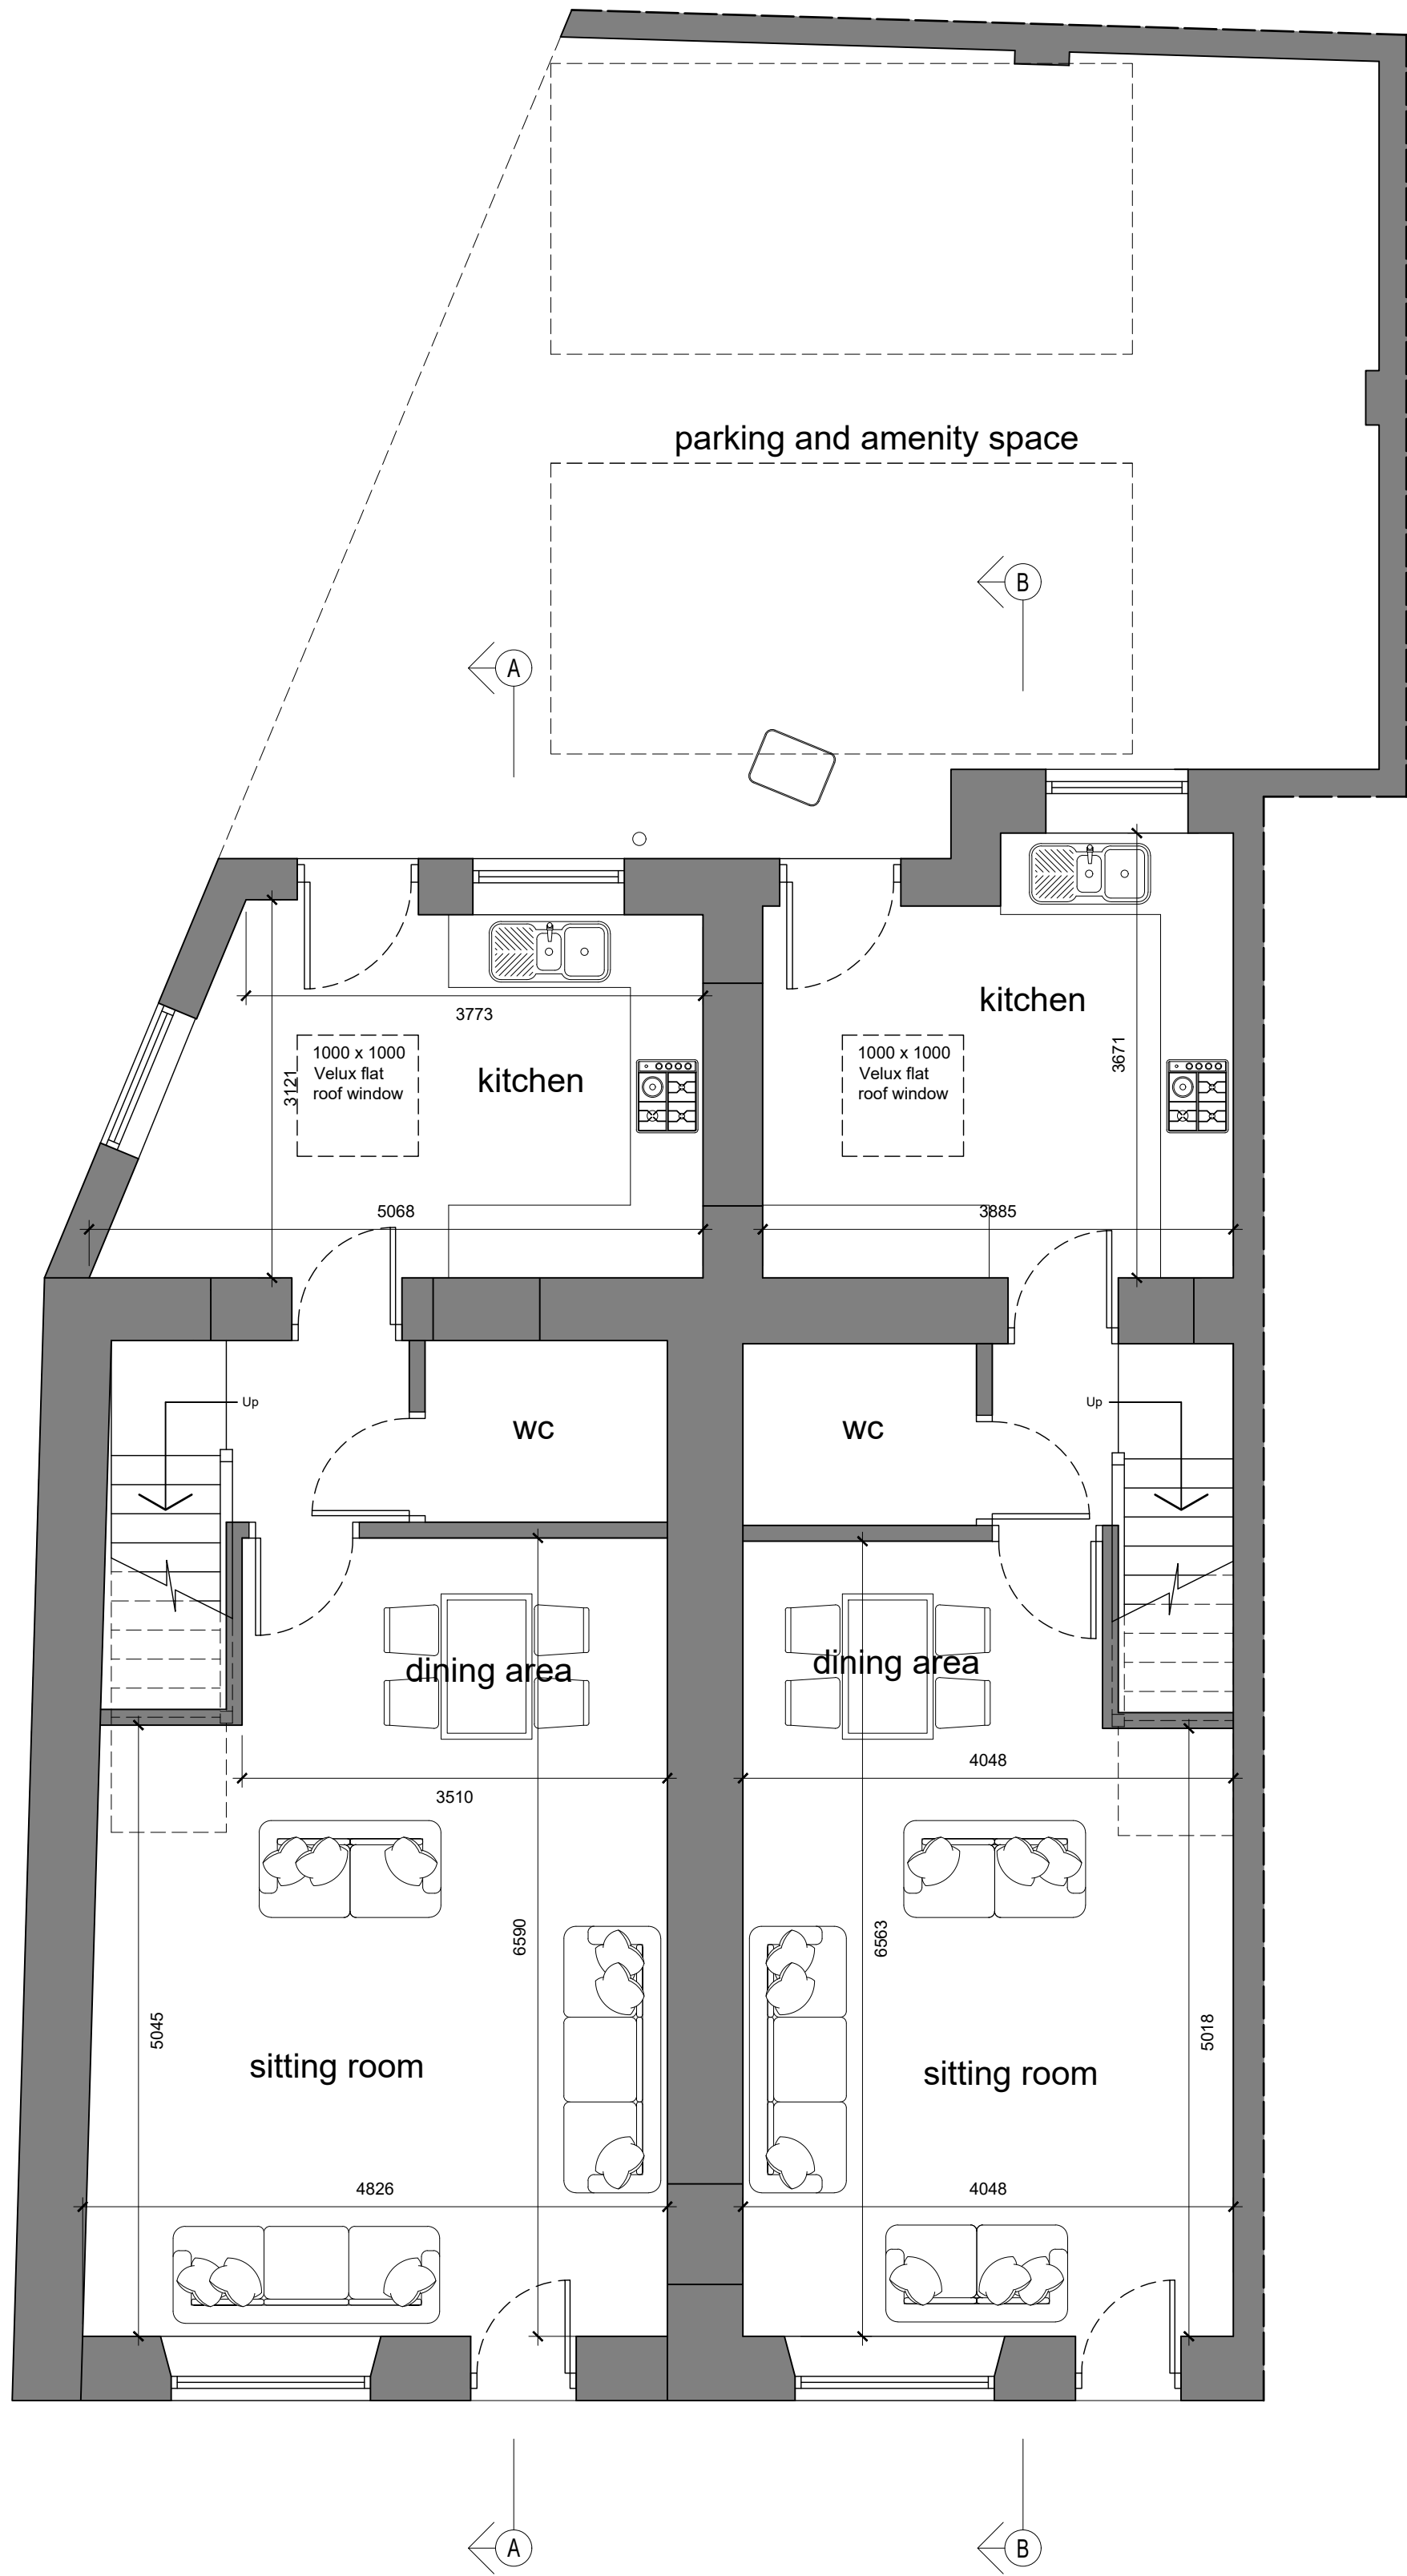 parking and amenity space
B
A
kitchen
3773
3671
1000 x 1000
Velux flat
roof window
3121
kitchen
1000 x 1000
Velux flat
roof window
5068
3885
Up
wc
wc
Up
dining area
dining area
3510
4048
6590
6563
5045
5018
sitting room
sitting room
4826
4048
A
B